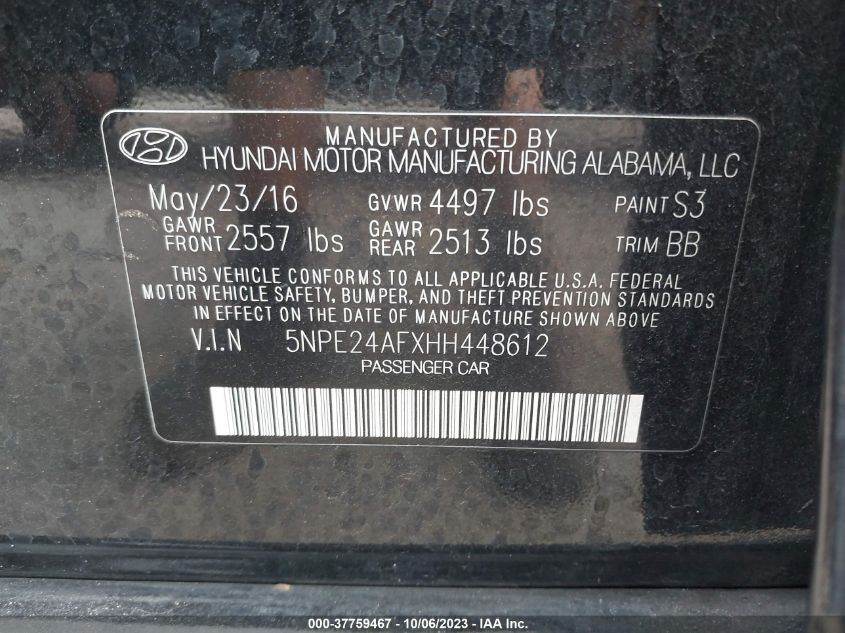 MANUFACTURED BY
HYUNDAI MOTOR MANUFACTURING ALABAMA, LLC
May/23/16 GVWR 4497 lbs PAINT S3
GAWR FRONT 2557 lbs GAWR REAR 2513 lbs TRIM BB
THIS VEHICLE CONFORMS TO ALL APPLICABLE U.S.A. FEDERAL
MOTOR VEHICLE SAFETY, BUMPER, AND THEFT PREVENTION STANDARDS
IN EFFECT ON THE DATE OF MANUFACTURE SHOWN ABOVE
V.I.N 5NPE24AFXHH448612
PASSENGER CAR
000-37759467 - 10/06/2023 - IAA Inc.